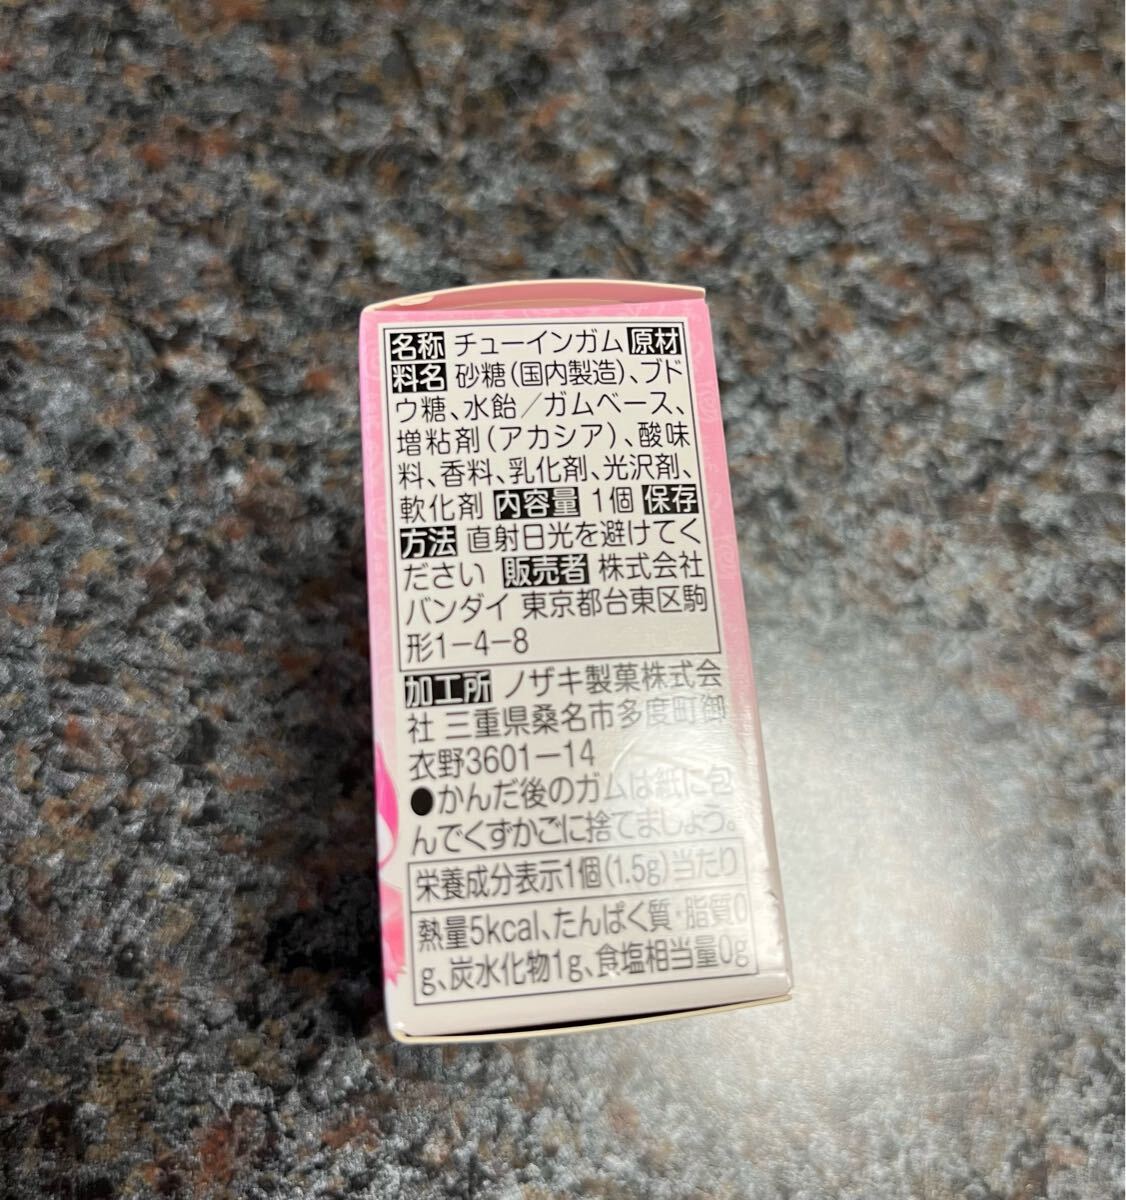 名称 チューインガム 原材
料名 砂糖(国内製造)、ブド
ウ糖、水飴/ガムベース、
増粘剤(アカシア)、酸味
料、香料、乳化剤、光沢剤、
軟化剤 内容量 1個 保存
方法 直射日光を避けてく
ださい 販売者 株式会社
バンダイ 東京都台東区駒
形1-4-8
加工所 ノザキ製菓株式会
社 三重県桑名市多度町御
衣野3601-14
●かんだ後のガムは紙に包
んでくずかごに捨てましょう。
栄養成分表示1個(1.5g)当たり
熱量5kcal、たんぱく質・脂質0
g、炭水化物1g、食塩相当量0g